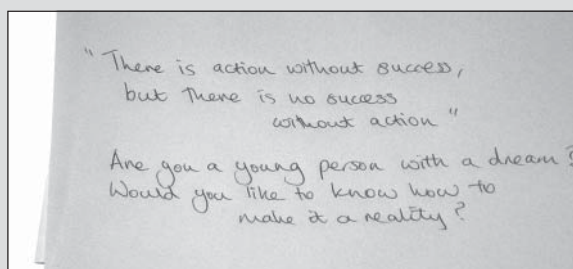 "There is action without success,
but there is no success
without action"
Are you a young person with a dream?
Would you like to know how to
make it a reality?